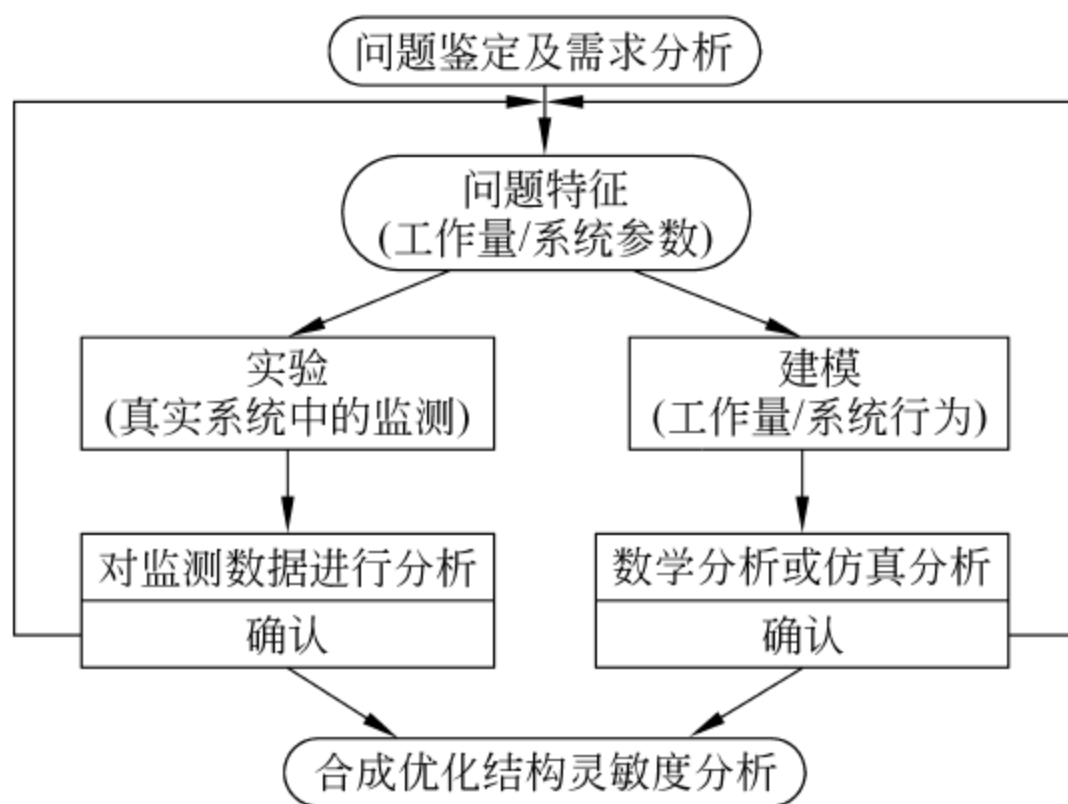 问题鉴定及需求分析
问题特征
(工作量/系统参数)
实验
(真实系统中的监测)
建模
(工作量/系统行为)
对监测数据进行分析
确认
数学分析或仿真分析
确认
合成优化结构灵敏度分析